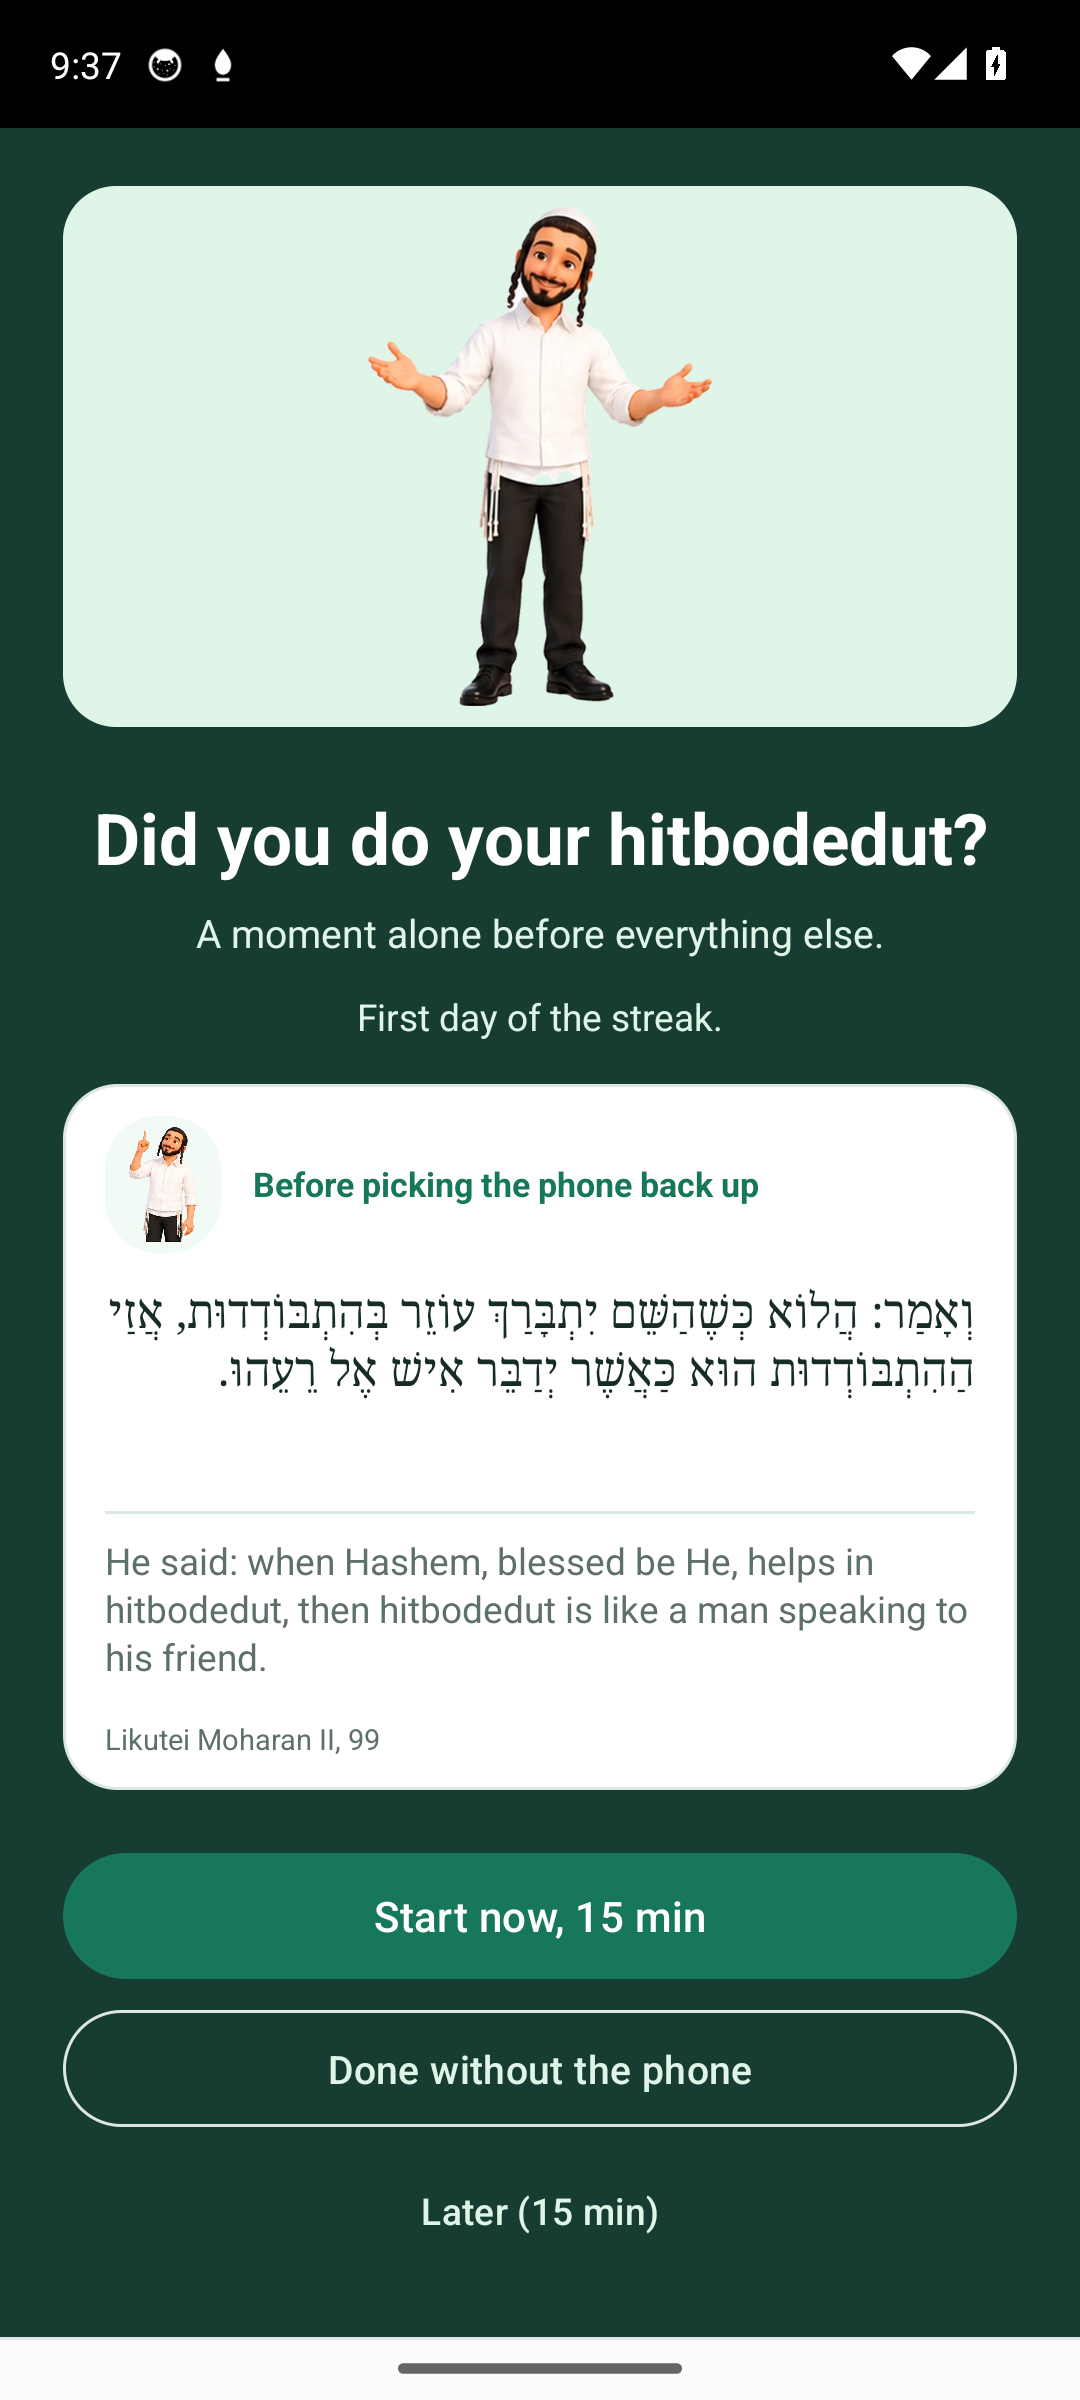 9:37
Did you do your hitbodedut?
A moment alone before everything else.
First day of the streak.
Before picking the phone back up
וְאָמַר: הֲלוֹא כְּשֶׁהַשֵּׁם יִתְבָּרַךְ עוֹזֵר בְּהִתְבּוֹדְדוּת, אֲזַי
הַהִתְבּוֹדְדוּת הוּא כַּאֲשֶׁר יְדַבֵּר אִישׁ אֶל רֵעֵהוּ.
He said: when Hashem, blessed be He, helps in
hitbodedut, then hitbodedut is like a man speaking to
his friend.
Likutei Moharan II, 99
Start now, 15 min
Done without the phone
Later (15 min)